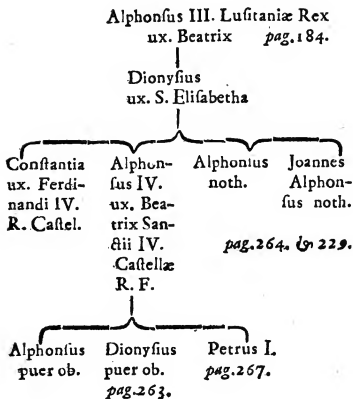 Alphonſus III. Luſitaniæ Rex
ux. Beatrix pag.184.
Dionyſius
ux. S. Eliſabetha
Conſtantia
ux. Ferdi-
nandi IV.
R. Caſtel.
Alphon-
ſus IV.
ux. Bea-
trix San-
ctii IV.
Caſtellæ
R. F.
Alphonſus
noth.
Joannes
Alphon-
ſus noth.
pag.264. & 229.
Alphonſus
puer ob.
Dionyſius
puer ob.
pag.263.
Petrus I.
pag.267.